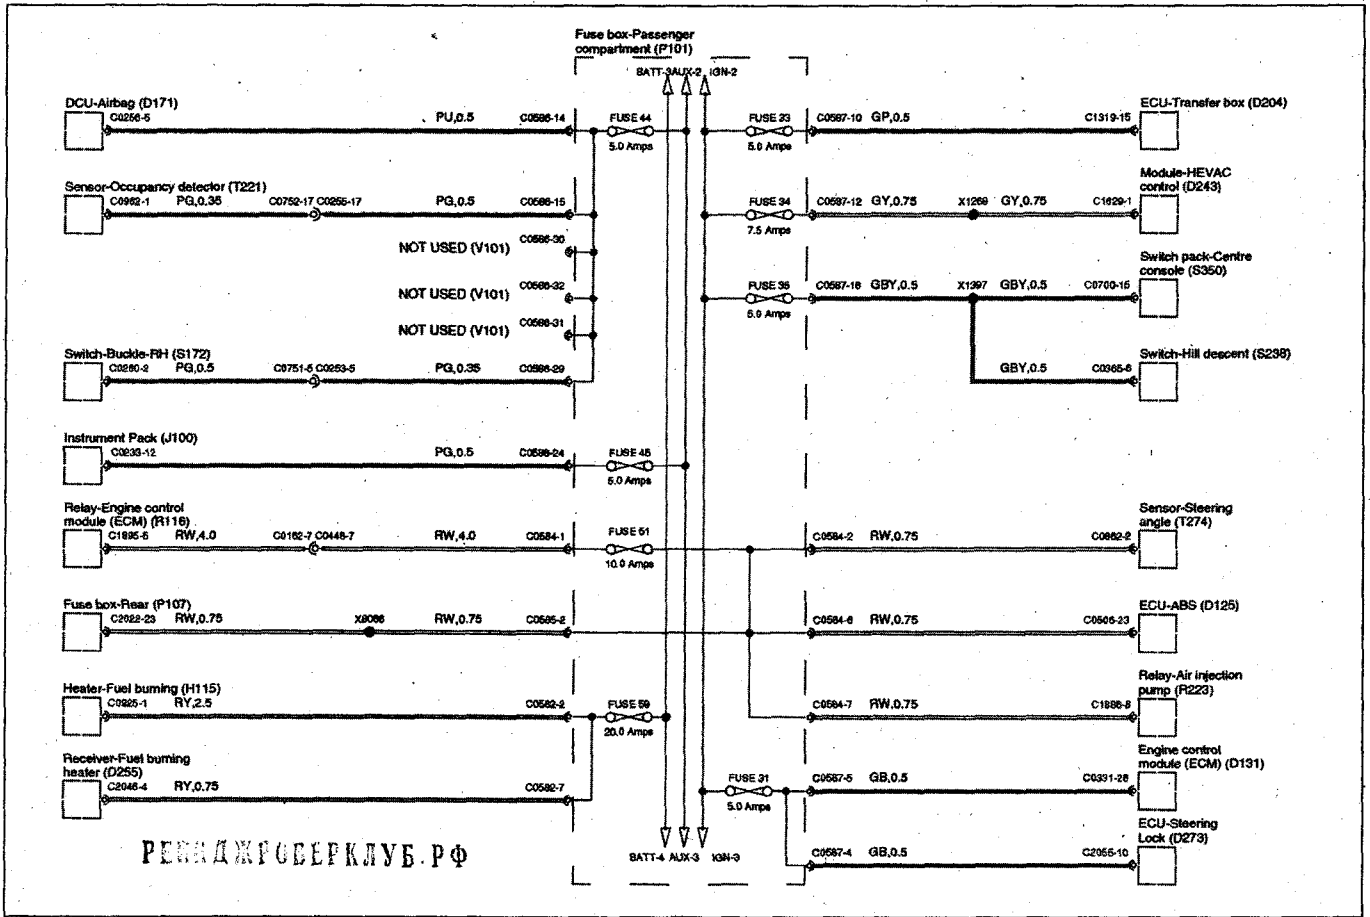 Fuse box-Passenger
compartment (P101)
BATT-3 AUX-2 IGN-2
DCU-Airbag (D171)
C0256-5 PU,0.5 C0586-14
FUSE 44
5.0 Amps
Sensor-Occupancy detector (T221)
C0962-1 PG,0.35 C0752-17 C0255-17 PG,0.5 C0586-15
NOT USED (V101) C0586-30
NOT USED (V101) C0586-32
NOT USED (V101) C0586-31
Switch-Buckle-RH (S172)
C0260-2 PG,0.5 C0751-5 C0253-5 PG,0.35 C0586-29
Instrument Pack (J100)
C0233-12 PG,0.5 C0586-24
FUSE 45
5.0 Amps
Relay-Engine control
module (ECM) (R116)
C1895-5 RW,4.0 C0162-7 C0448-7 RW,4.0 C0584-1
FUSE 51
10.0 Amps
Fuse box-Rear (P107)
C2022-23 RW,0.75 RW,0.75 C0585-2
Heater-Fuel burning (H115)
C0925-1 RY,2.5 C0582-2
FUSE 59
20.0 Amps
Receiver-Fuel burning
heater (D255)
C2046-4 RY,0.75 C0582-7
BATT-4 AUX-3 IGN-3
FUSE 33
5.0 Amps
C0587-10 GP,0.5 C1319-15
ECU-Transfer box (D204)
FUSE 34
7.5 Amps
C0587-12 GY,0.75 X1269 GY,0.75 C1629-1
Module-HEVAC
control (D243)
FUSE 35
5.0 Amps
C0587-16 GBY,0.5 X1397 GBY,0.5 C0700-15
Switch pack-Centre
console (S350)
Switch-Hill descent (S238)
GBY,0.5 C0365-6
Sensor-Steering
angle (T274)
C0584-2 RW,0.75 C0862-2
ECU-ABS (D125)
C0584-6 RW,0.75 C0506-23
Relay-Air injection
pump (R223)
C0584-7 RW,0.75 C1886-8
Engine control
module (ECM) (D131)
FUSE 31
5.0 Amps
C0587-5 GB,0.5 C0331-26
ECU-Steering
Lock (D273)
C0587-4 GB,0.5 C2055-10
РЕНДЖРОВЕРКЛУБ.РФ